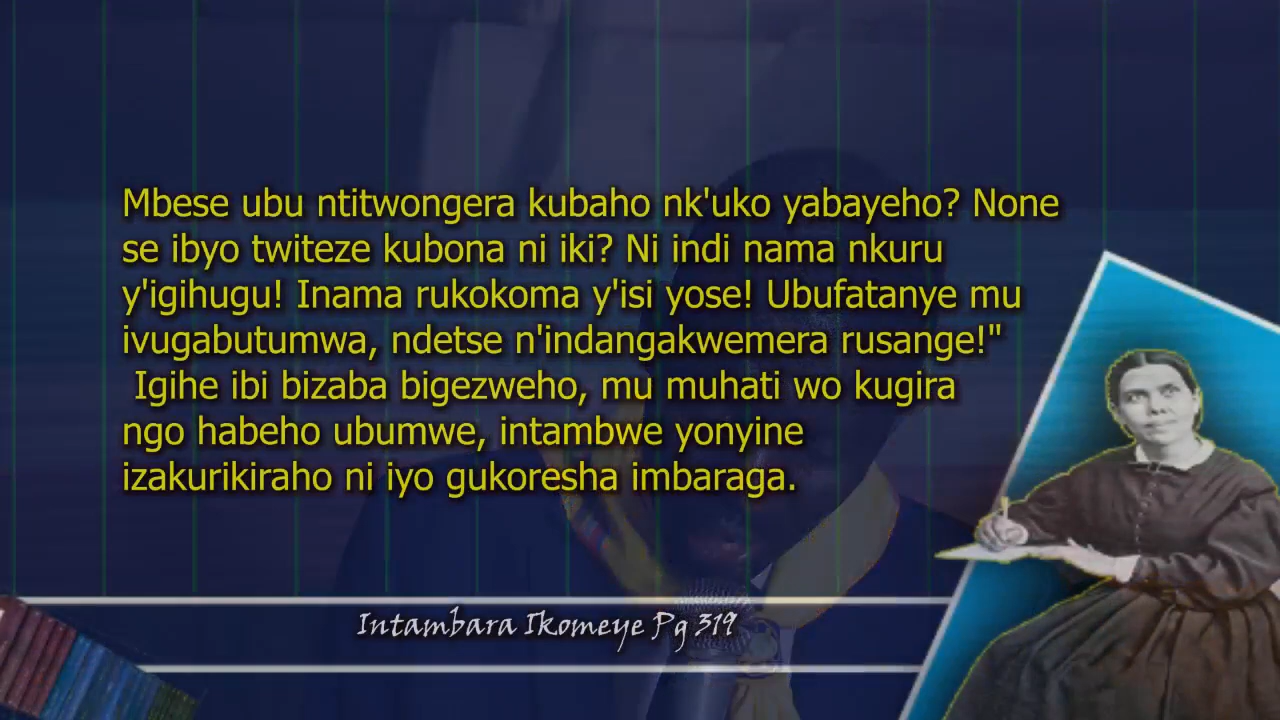 Mbese ubu ntitwongera kubaho nk'uko yabayeho? None
se ibyo twiteze kubona ni iki? Ni indi nama nkuru
y'igihugu! Inama rukokoma y'isi yose! Ubufatanye mu
ivugabutumwa, ndetse n'indangakwemera rusange!"
Igihe ibi bizaba bigezweho, mu muhati wo kugira
ngo habeho ubumwe, intambwe yonyine
izakurikiraho ni iyo gukoresha imbaraga.
Intambara Ikomeye Pg 319